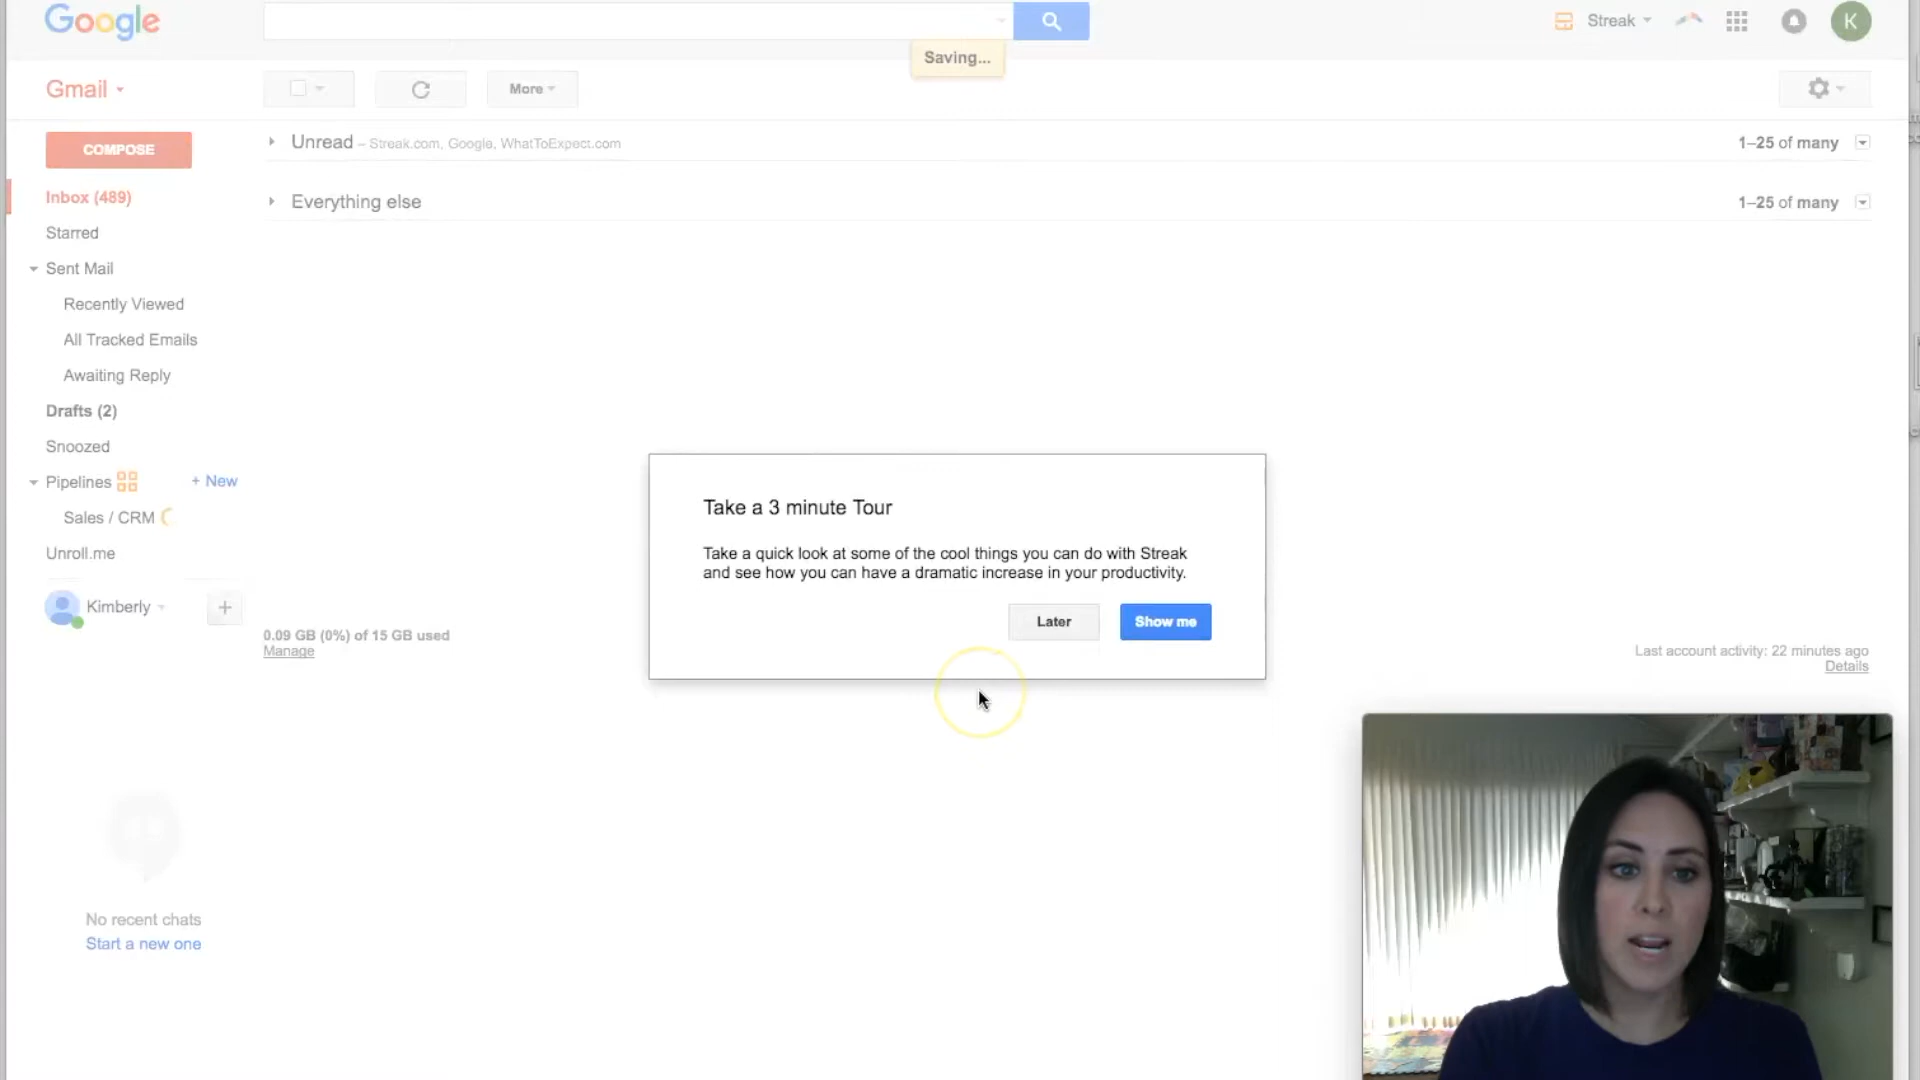 Google
Saving...
Streak
K
Gmail
More
COMPOSE
Unread – Streak.com, Google, WhatToExpect.com
1–25 of many
Inbox (489)
Everything else
1–25 of many
Starred
Sent Mail
Recently Viewed
All Tracked Emails
Awaiting Reply
Drafts (2)
Snoozed
Pipelines
+ New
Sales / CRM
Unroll.me
Kimberly
+
Take a 3 minute Tour
Take a quick look at some of the cool things you can do with Streak
and see how you can have a dramatic increase in your productivity.
Later
Show me
0.09 GB (0%) of 15 GB used
Manage
Last account activity: 22 minutes ago
Details
No recent chats
Start a new one